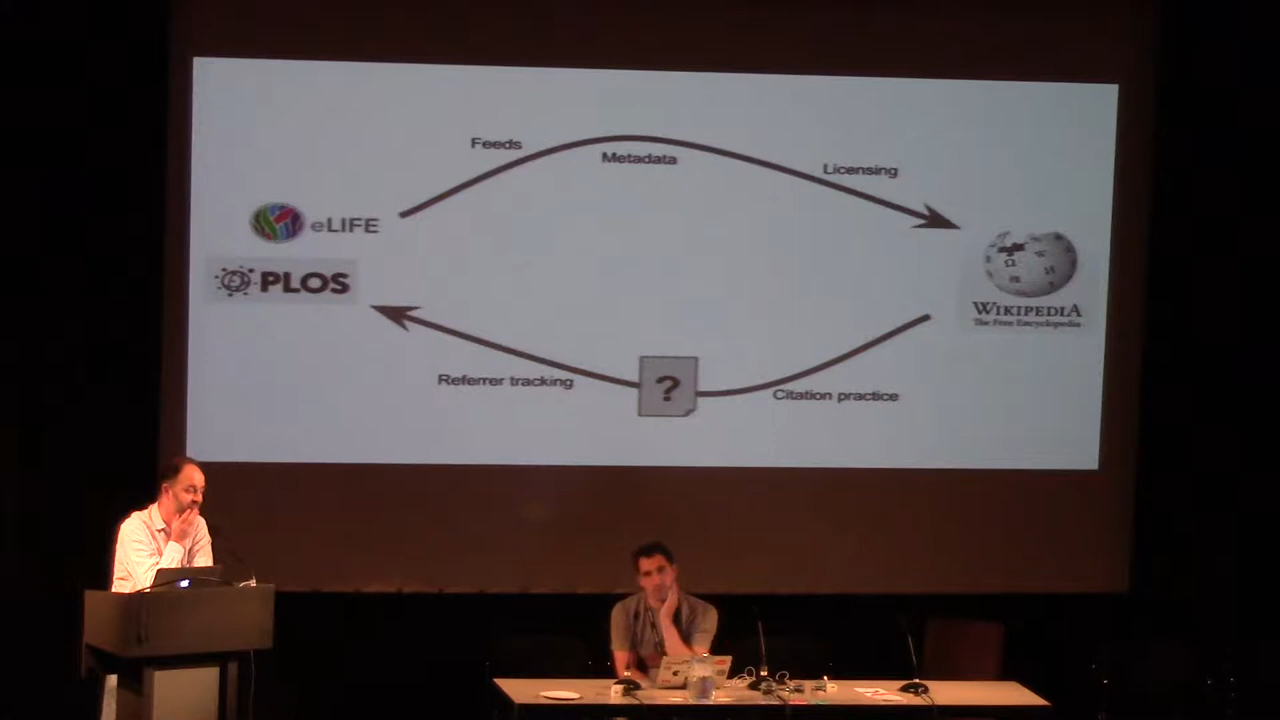 Feeds
Metadata
Licensing
eLIFE
PLOS
Ω
WIKIPEDIA
The Free Encyclopedia
?
Referrer tracking
Citation practice